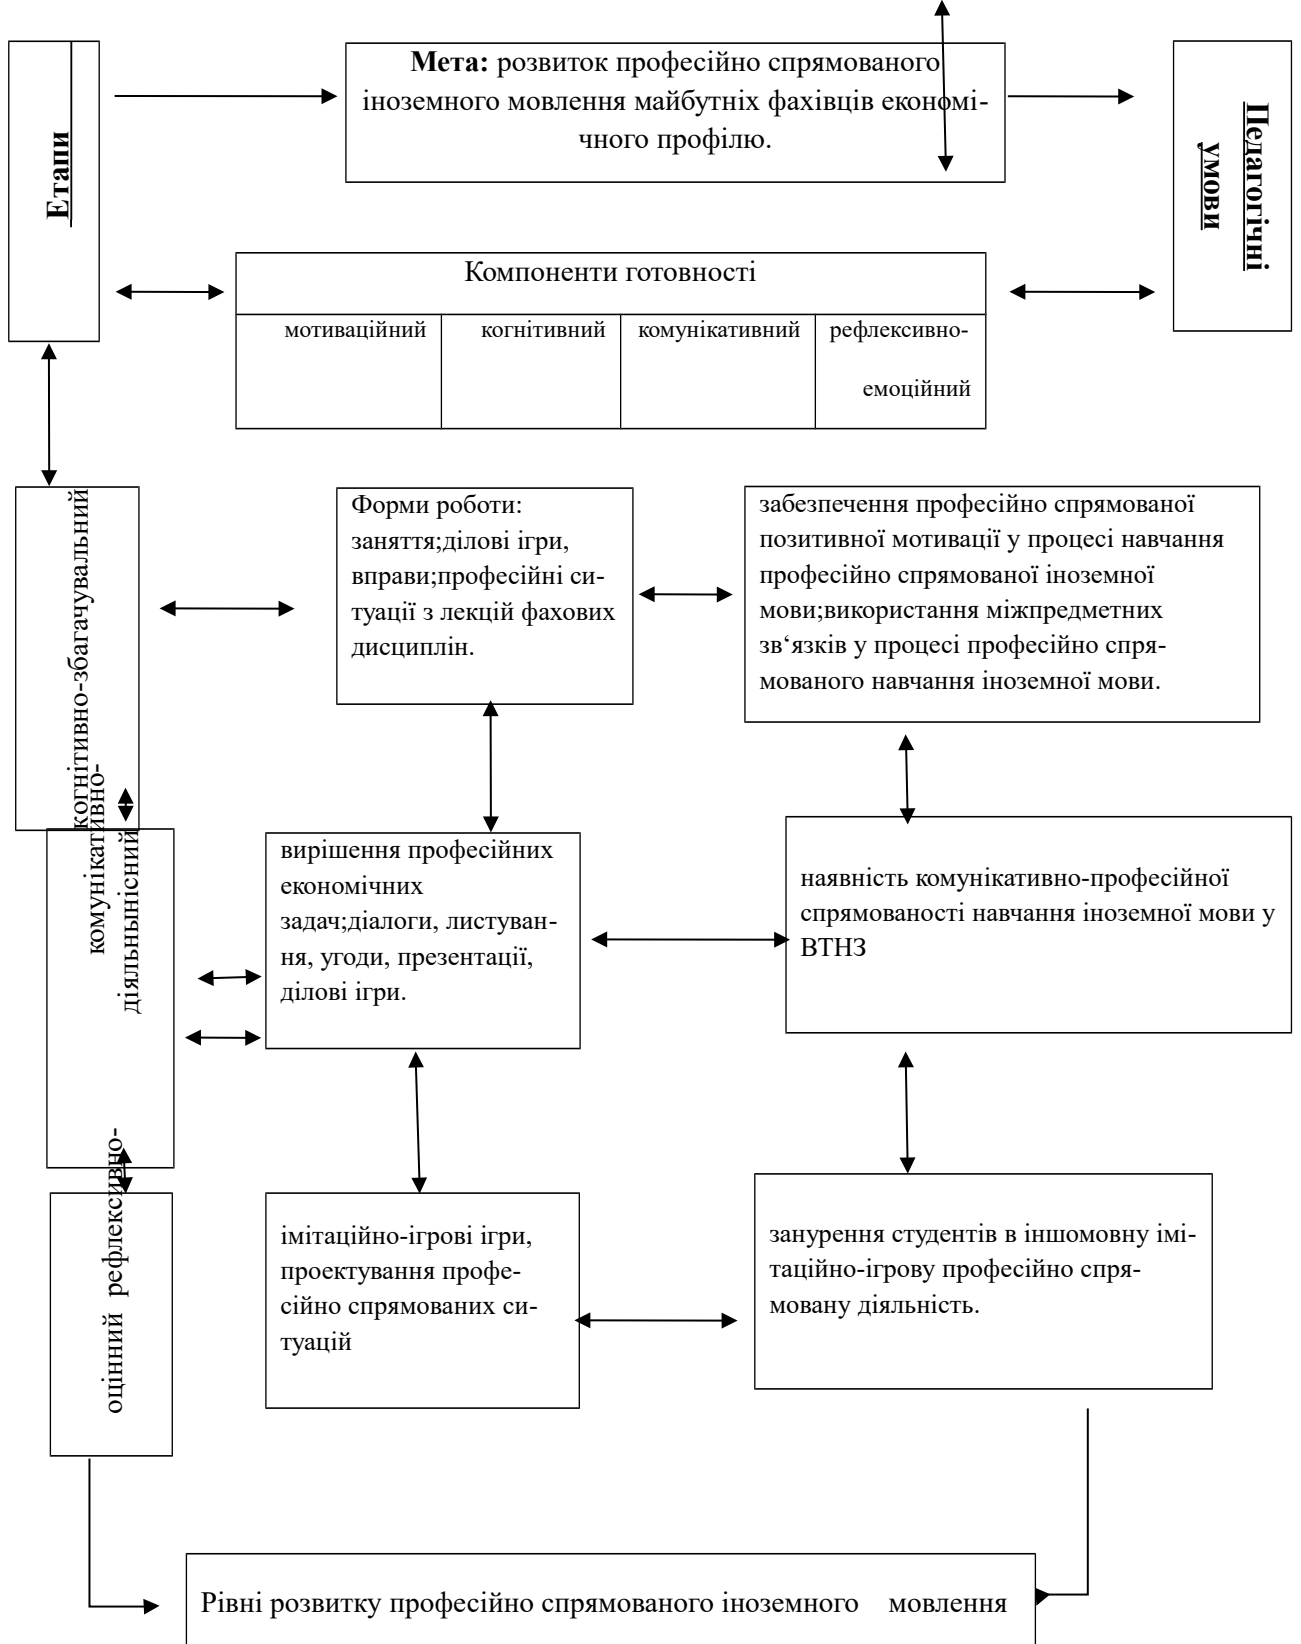 Етапи
Мета: розвиток професійно спрямованого
іноземного мовлення майбутніх фахівців економі-
чного профілю.
Педагогічні
умови
Компоненти готовності
мотиваційний
когнітивний
комунікативний
рефлексивно-
емоційний
когнітивно-збагачувальний
Форми роботи:
заняття;ділові ігри,
вправи;професійні си-
туації з лекцій фахових
дисциплін.
забезпечення професійно спрямованої
позитивної мотивації у процесі навчання
професійно спрямованої іноземної
мови;використання міжпредметних
зв‘язків у процесі професійно спря-
мованого навчання іноземної мови.
комунікативно-
діяльнынісний
вирішення професійних
економічних
задач;діалоги, листуван-
ня, угоди, презентації,
ділові ігри.
наявність комунікативно-професійної
спрямованості навчання іноземної мови у
ВТНЗ
оцінний рефлексивно-
імітаційно-ігрові ігри,
проектування профе-
сійно спрямованих си-
туацій
занурення студентів в іншомовну імі-
таційно-ігрову професійно спря-
мовану діяльність.
Рівні розвитку професійно спрямованого іноземного мовлення